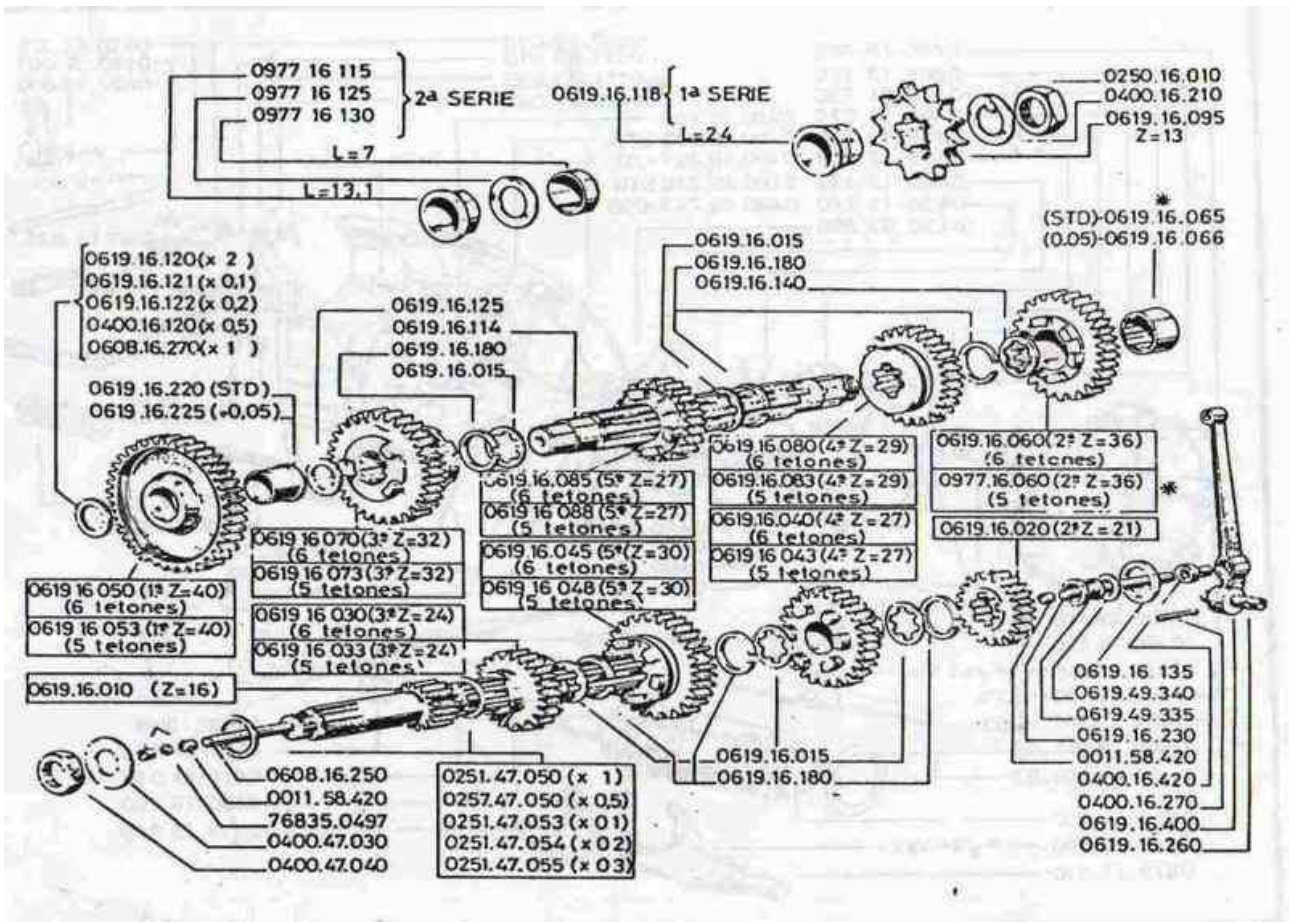 0977 16 115
0977 16 125
0977 16 130
2ª SERIE
L=7
L=13,1
0619.16.118
1ª SERIE
L=24
0250.16.010
0400.16.210
0619.16.095
Z=13
*
(STD)-0619.16.065
(0.05)-0619.16.066
0619.16.120(x 2 )
0619.16.121(x 0,1)
0619.16.122(x 0,2)
0400.16.120(x 0,5)
0608.16.270(x 1 )
0619.16.220 (STD)
0619.16.225(+0,05)
0619.16.125
0619.16.114
0619.16.180
0619.16.015
0619.16.015
0619.16.180
0619.16.140
0619 16 050 (1ª Z=40)
(6 tetones)
0619 16 053 (1ª Z=40)
(5 tetones)
0619.16.010 (Z=16)
0619 16 070(3ª Z=32)
(6 tetones)
0619 16 073(3ª Z=32)
(5 tetones)
0619 16 030(3ª Z=24)
(6 tetones)
0619 16 033(3ª Z=24)
(5 tetones)
0619.16.085(5ª Z=27)
(6 tetones)
0619 16 088(5ª Z=27)
(5 tetones)
0619 16.045(5ª(Z=30)
(6 tetones)
0619 16 048(5ª Z=30)
(5 tetones)
0619.16.080(4ª Z=29)
(6 tetones)
0619.16.083(4ª Z=29)
(5 tetones)
0619.16.040(4ª Z=27)
(6 tetones)
0619 16 043(4ª Z=27)
(5 tetones)
0619.16.060(2ª Z=36)
(6 tetones)
0977.16.060(2ª Z=36)
(5 tetones)
*
0619.16.020(2ª Z=21)
0608.16.250
0011.58.420
76835.0497
0400.47.030
0400.47.040
0251.47.050 (x 1)
0257.47.050 (x 0,5)
0251.47.053 (x 0 1)
0251.47.054 (x 0 2)
0251.47.055 (x 0 3)
0619.16.015
0619.16.180
0619.16.135
0619.49.340
0619.49.335
0619.16.230
0011.58.420
0400.16.420
0400.16.270
0619.16.400
0619.16.260